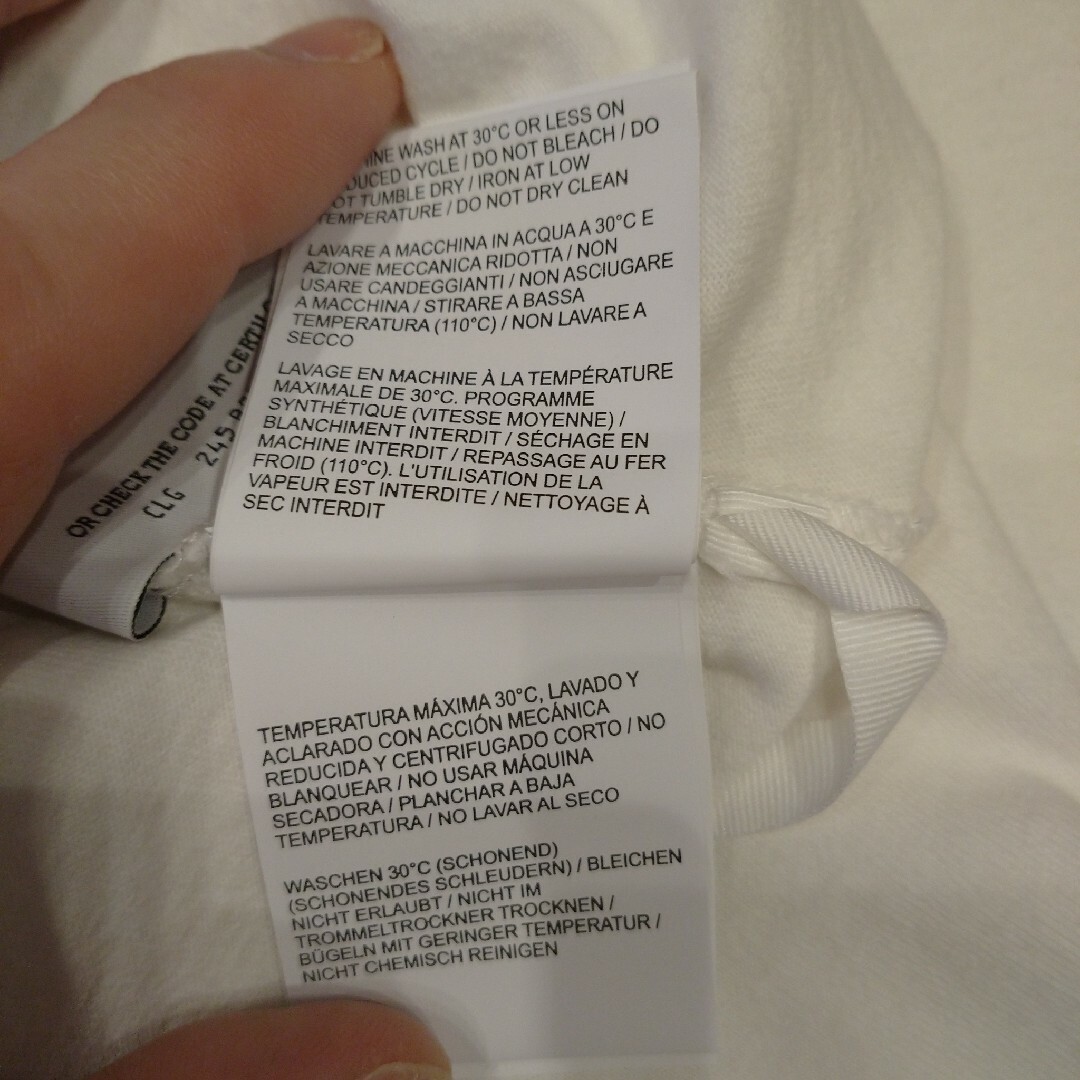 WASH AT 30°C OR LESS ON
CYCLE / DO NOT BLEACH / DO
TUMBLE DRY / IRON AT LOW
TEMPERATURE / DO NOT DRY CLEAN
LAVARE A MACCHINA IN ACQUA A 30°C E
AZIONE MECCANICA RIDOTTA / NON
USARE CANDEGGIANTI / NON ASCIUGARE
A MACCHINA / STIRARE A BASSA
TEMPERATURA (110°C) / NON LAVARE A
SECCO
LAVAGE EN MACHINE À LA TEMPÉRATURE
MAXIMALE DE 30°C. PROGRAMME
SYNTHÉTIQUE (VITESSE MOYENNE) /
BLANCHIMENT INTERDIT / SÉCHAGE EN
MACHINE INTERDIT / REPASSAGE AU FER
FROID (110°C). L'UTILISATION DE LA
VAPEUR EST INTERDITE / NETTOYAGE À
SEC INTERDIT
OR CHECK THE CODE AT
CLG 245
TEMPERATURA MÁXIMA 30°C, LAVADO Y
ACLARADO CON ACCIÓN MECÁNICA
REDUCIDA Y CENTRIFUGADO CORTO / NO
BLANQUEAR / NO USAR MÁQUINA
SECADORA / PLANCHAR A BAJA
TEMPERATURA / NO LAVAR AL SECO
WASCHEN 30°C (SCHONEND)
(SCHONENDES SCHLEUDERN) / BLEICHEN
NICHT ERLAUBT / NICHT IM
TROMMELTROCKNER TROCKNEN /
BÜGELN MIT GERINGER TEMPERATUR /
NICHT CHEMISCH REINIGEN